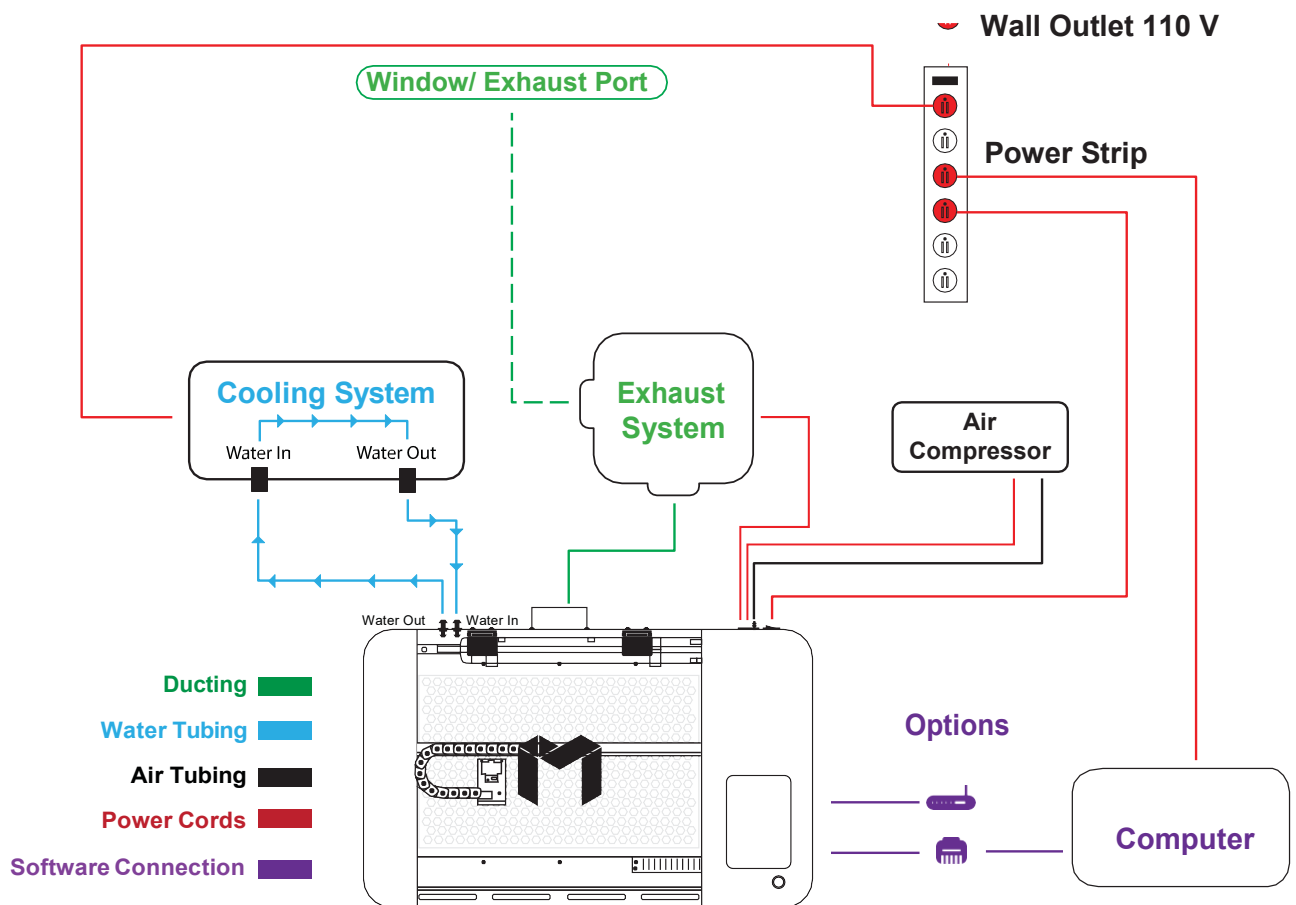 Wall Outlet 110 V
Window/ Exhaust Port
Power Strip
Cooling System
Water In
Water Out
Exhaust
System
Air
Compressor
Water Out
Water In
Ducting
Water Tubing
Air Tubing
Power Cords
Software Connection
Options
Computer